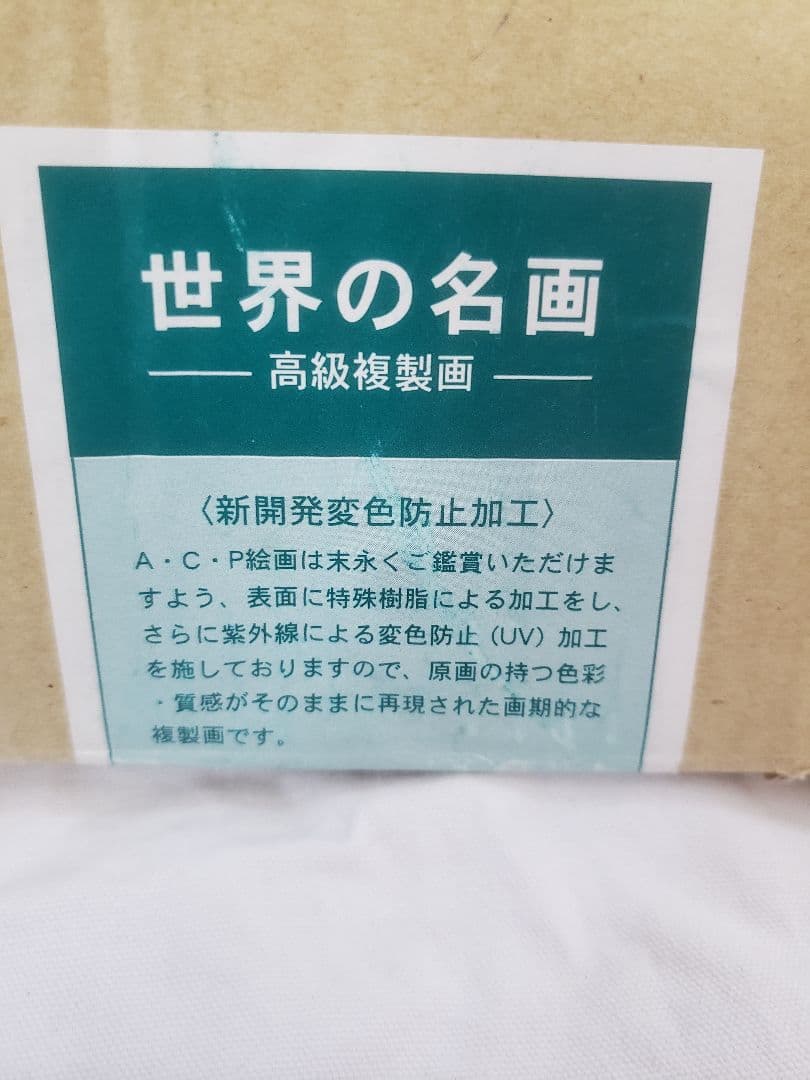 世界の名画
高級複製画
〈新開発変色防止加工〉
A・C・P絵画は末永くご鑑賞いただけま
すよう、表面に特殊樹脂による加工をし、
さらに紫外線による変色防止（UV）加工
を施しておりますので、原画の持つ色彩
・質感がそのままに再現された画期的な
複製画です。